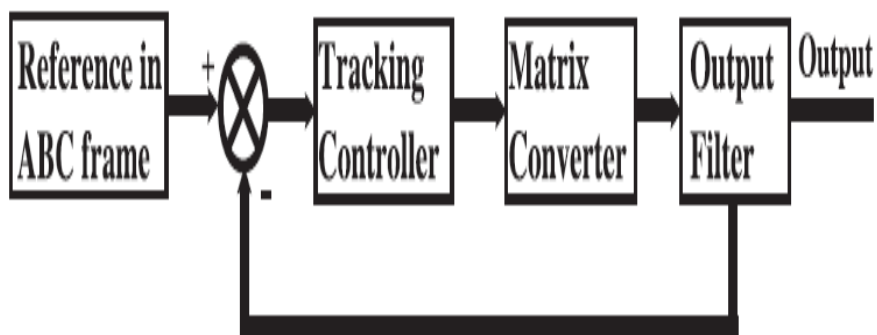 Reference in
ABC frame
+
-
Tracking
Controller
Matrix
Converter
Output
Filter
Output